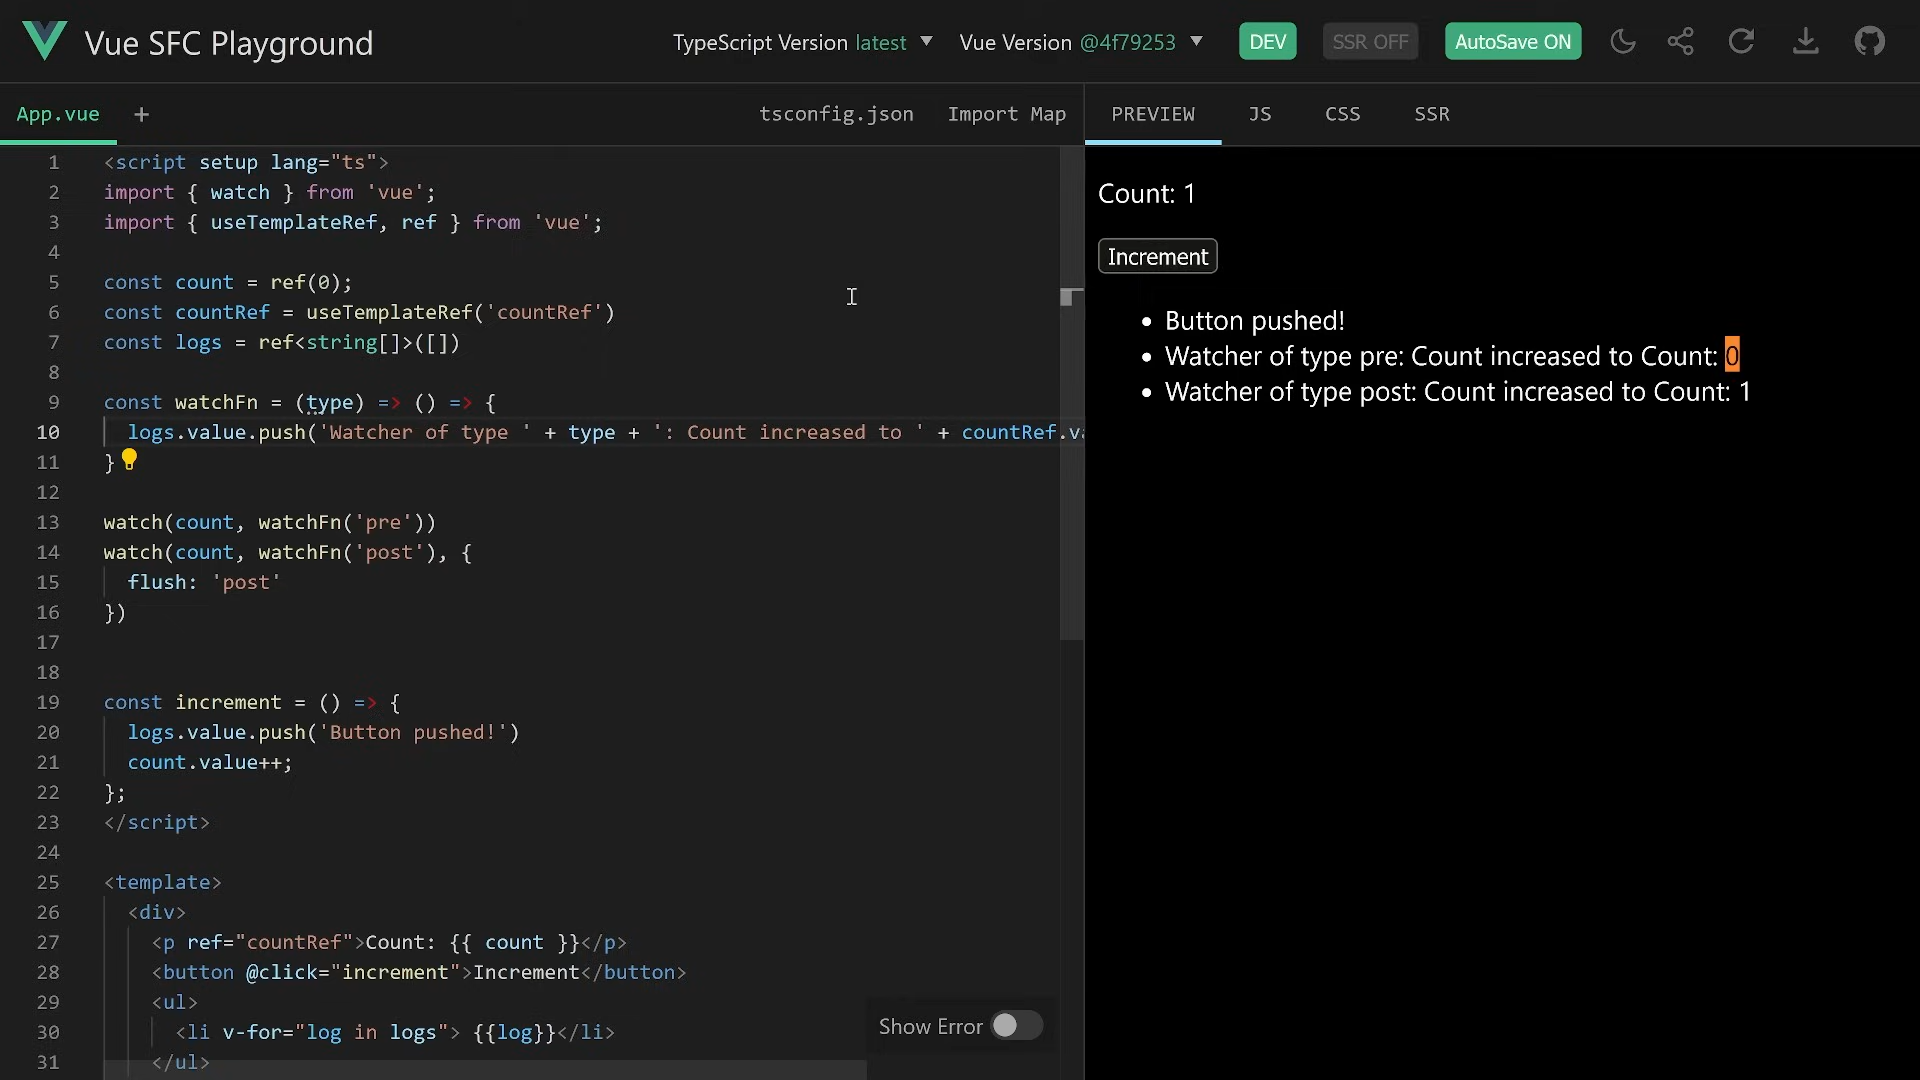 Vue SFC Playground
TypeScript Version latest
Vue Version @4f79253
DEV
SSR OFF
AutoSave ON
App.vue
+
tsconfig.json
Import Map
1 <script setup lang="ts">
2 import { watch } from 'vue';
3 import { useTemplateRef, ref } from 'vue';
4
5 const count = ref(0);
6 const countRef = useTemplateRef('countRef')
7 const logs = ref<string[]>([])
8
9 const watchFn = (type) => () => {
10 logs.value.push('Watcher of type ' + type + ': Count increased to ' + countRef.va
11 }
12
13 watch(count, watchFn('pre'))
14 watch(count, watchFn('post'), {
15 flush: 'post'
16 })
17
18
19 const increment = () => {
20 logs.value.push('Button pushed!')
21 count.value++;
22 };
23 </script>
24
25 <template>
26 <div>
27 <p ref="countRef">Count: {{ count }}</p>
28 <button @click="increment">Increment</button>
29 <ul>
30 <li v-for="log in logs"> {{log}}</li>
31 </ul>
Show Error
PREVIEW
JS
CSS
SSR
Count: 1
Increment
• Button pushed!
• Watcher of type pre: Count increased to Count: 0
• Watcher of type post: Count increased to Count: 1